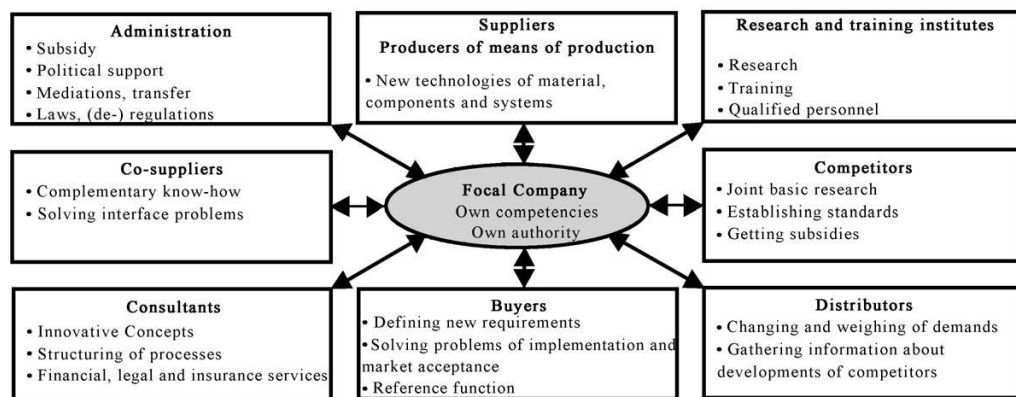 Administration
• Subsidy
• Political support
• Mediations, transfer
• Laws, (de-) regulations
Suppliers
Producers of means of production
• New technologies of material,
components and systems
Research and training institutes
• Research
• Training
• Qualified personnel
Co-suppliers
• Complementary know-how
• Solving interface problems
Focal Company
Own competencies
Own authority
Competitors
• Joint basic research
• Establishing standards
• Getting subsidies
Consultants
• Innovative Concepts
• Structuring of processes
• Financial, legal and insurance services
Buyers
• Defining new requirements
• Solving problems of implementation and
market acceptance
• Reference function
Distributors
• Changing and weighing of demands
• Gathering information about
developments of competitors